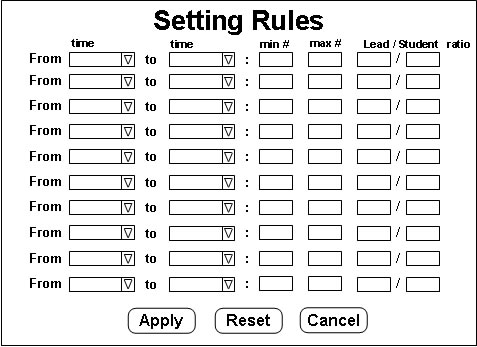 Setting Rules
time time min # max # Lead / Student ratio
From to : /
From to : /
From to : /
From to : /
From to : /
From to : /
From to : /
From to : /
From to : /
From to : /
Apply Reset Cancel